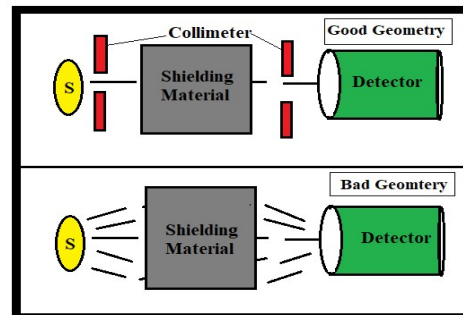 Collimeter
Good Geometry
S
Shielding
Material
Detector
Bad Geomtery
S
Shielding
Material
Detector